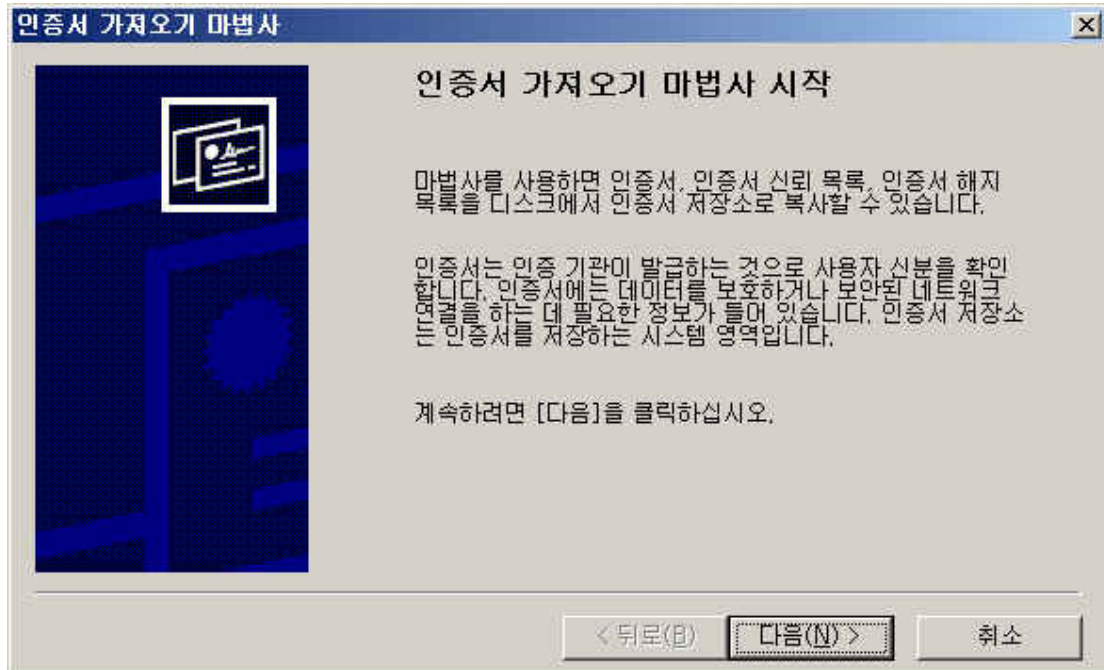 인증서 가져오기 마법사
인증서 가져오기 마법사 시작
마법사를 사용하면 인증서, 인증서 신뢰 목록, 인증서 해지
목록을 디스크에서 인증서 저장소로 복사할 수 있습니다.
인증서는 인증 기관이 발급하는 것으로 사용자 신분을 확인
합니다. 인증서에는 데이터를 보호하거나 보안된 네트워크
연결을 하는 데 필요한 정보가 들어 있습니다. 인증서 저장소
는 인증서를 저장하는 시스템 영역입니다.
계속하려면 [다음]을 클릭하십시오.
< 뒤로(B) 다음(N) > 취소